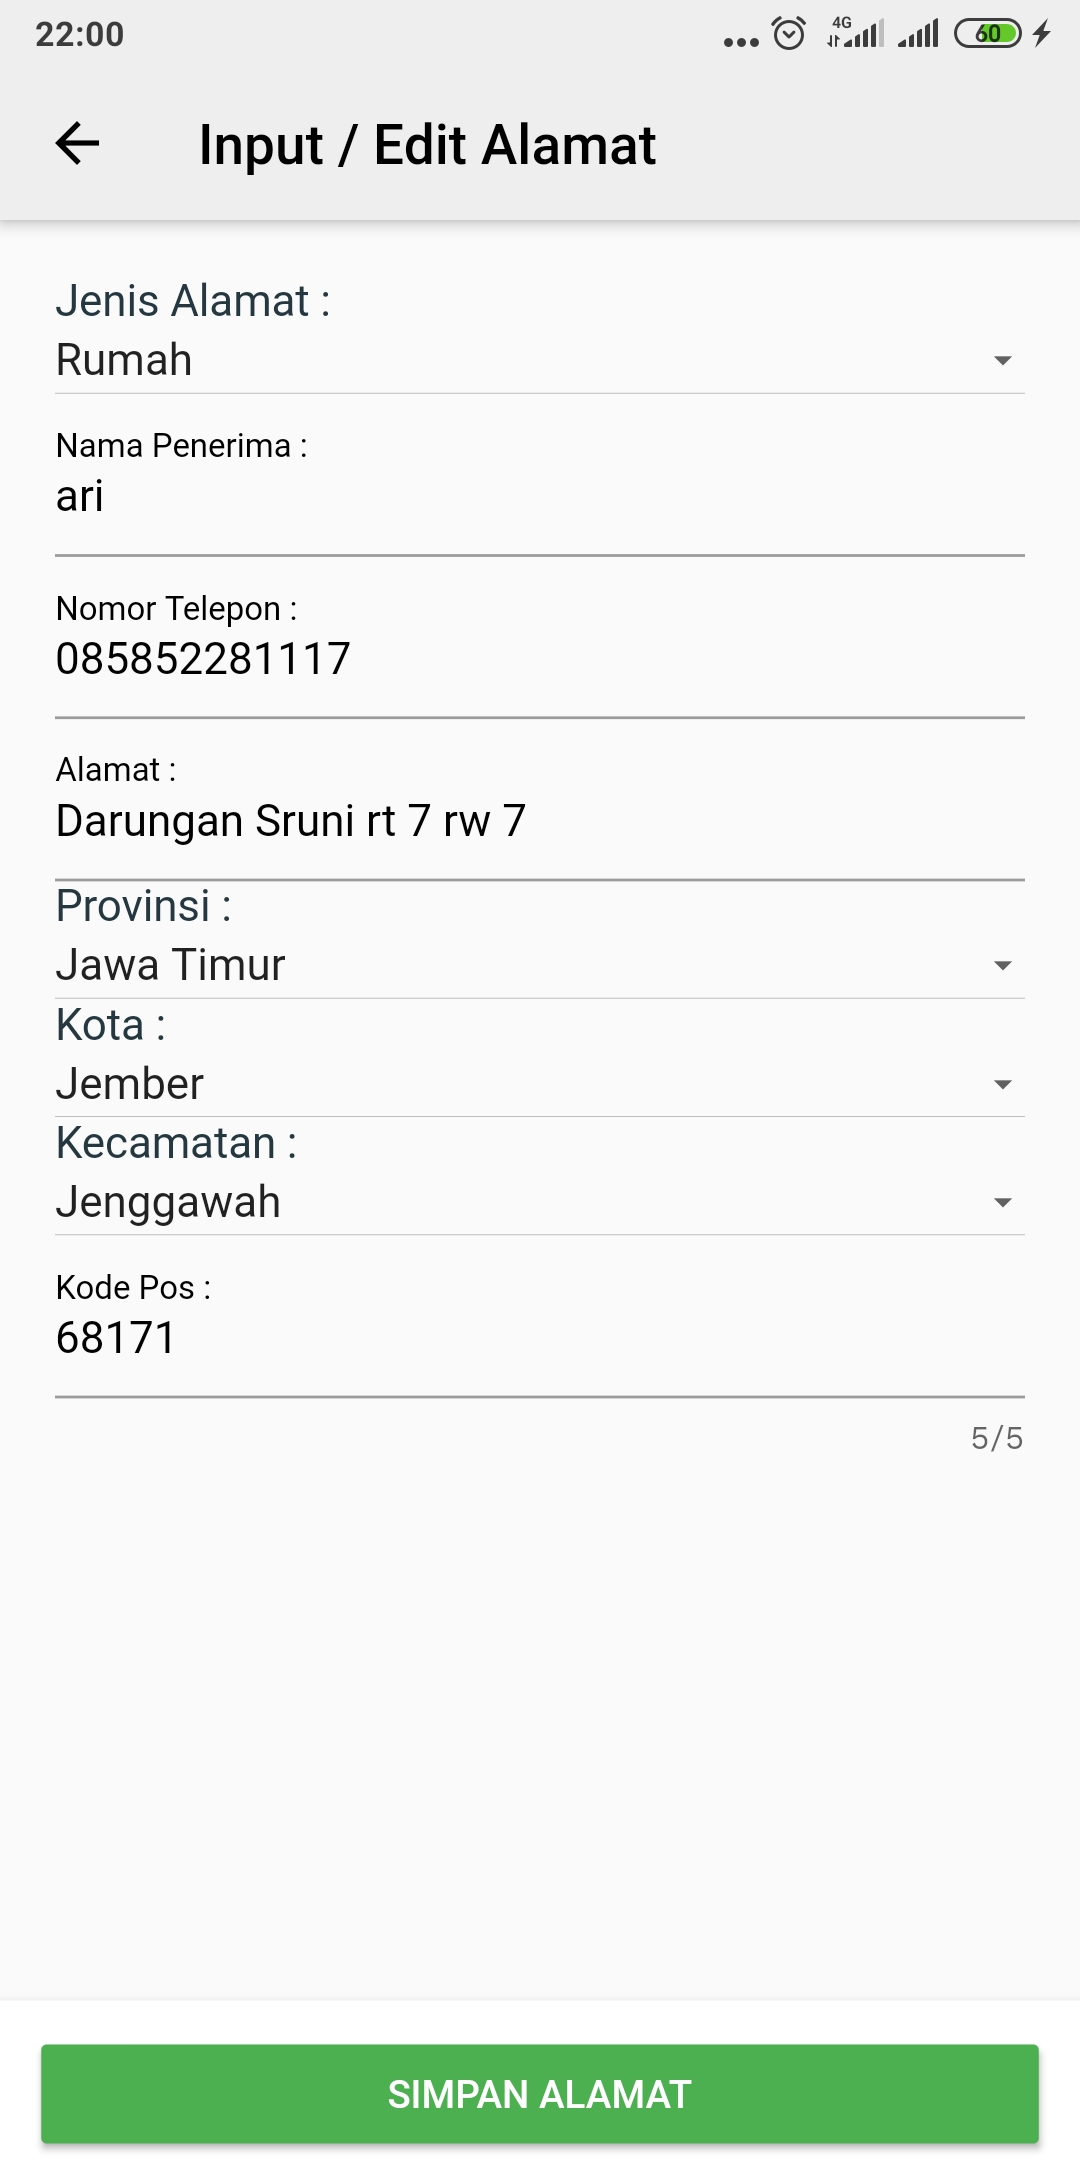 22:00
4G
60
Input / Edit Alamat
Jenis Alamat :
Rumah
Nama Penerima :
ari
Nomor Telepon :
085852281117
Alamat :
Darungan Sruni rt 7 rw 7
Provinsi :
Jawa Timur
Kota :
Jember
Kecamatan :
Jenggawah
Kode Pos :
68171
5/5
SIMPAN ALAMAT